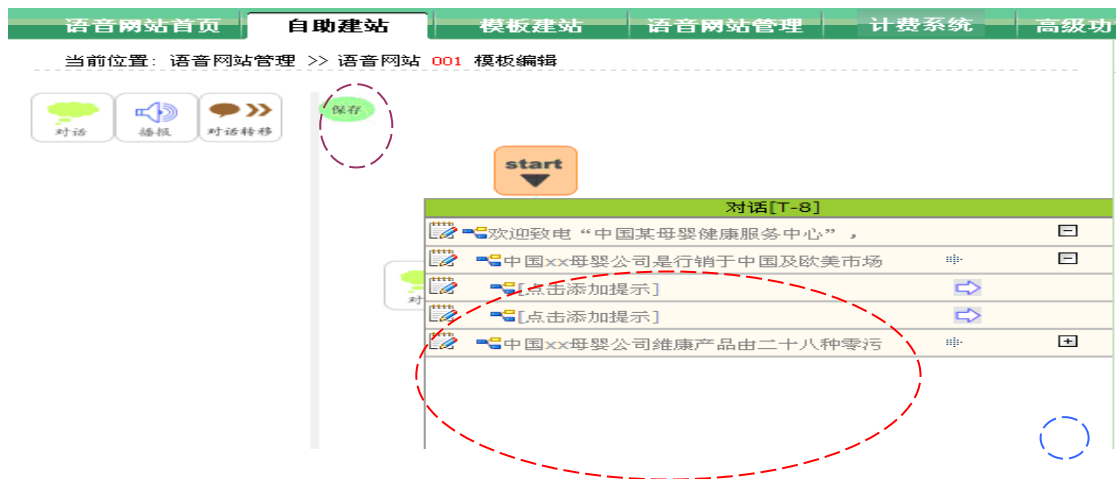 语音网站首页 自助建站 模板建站 语音网站管理 计费系统 高级功
当前位置: 语音网站管理 >> 语音网站 001 模板编辑
对话 播报 对话转移 保存
start
对话[T-8]
欢迎致电“中国某母婴健康服务中心”,
中国xx母婴公司是行销于中国及欧美市场
对
[点击添加提示]
[点击添加提示]
中国xx母婴公司维康产品由二十八种零污